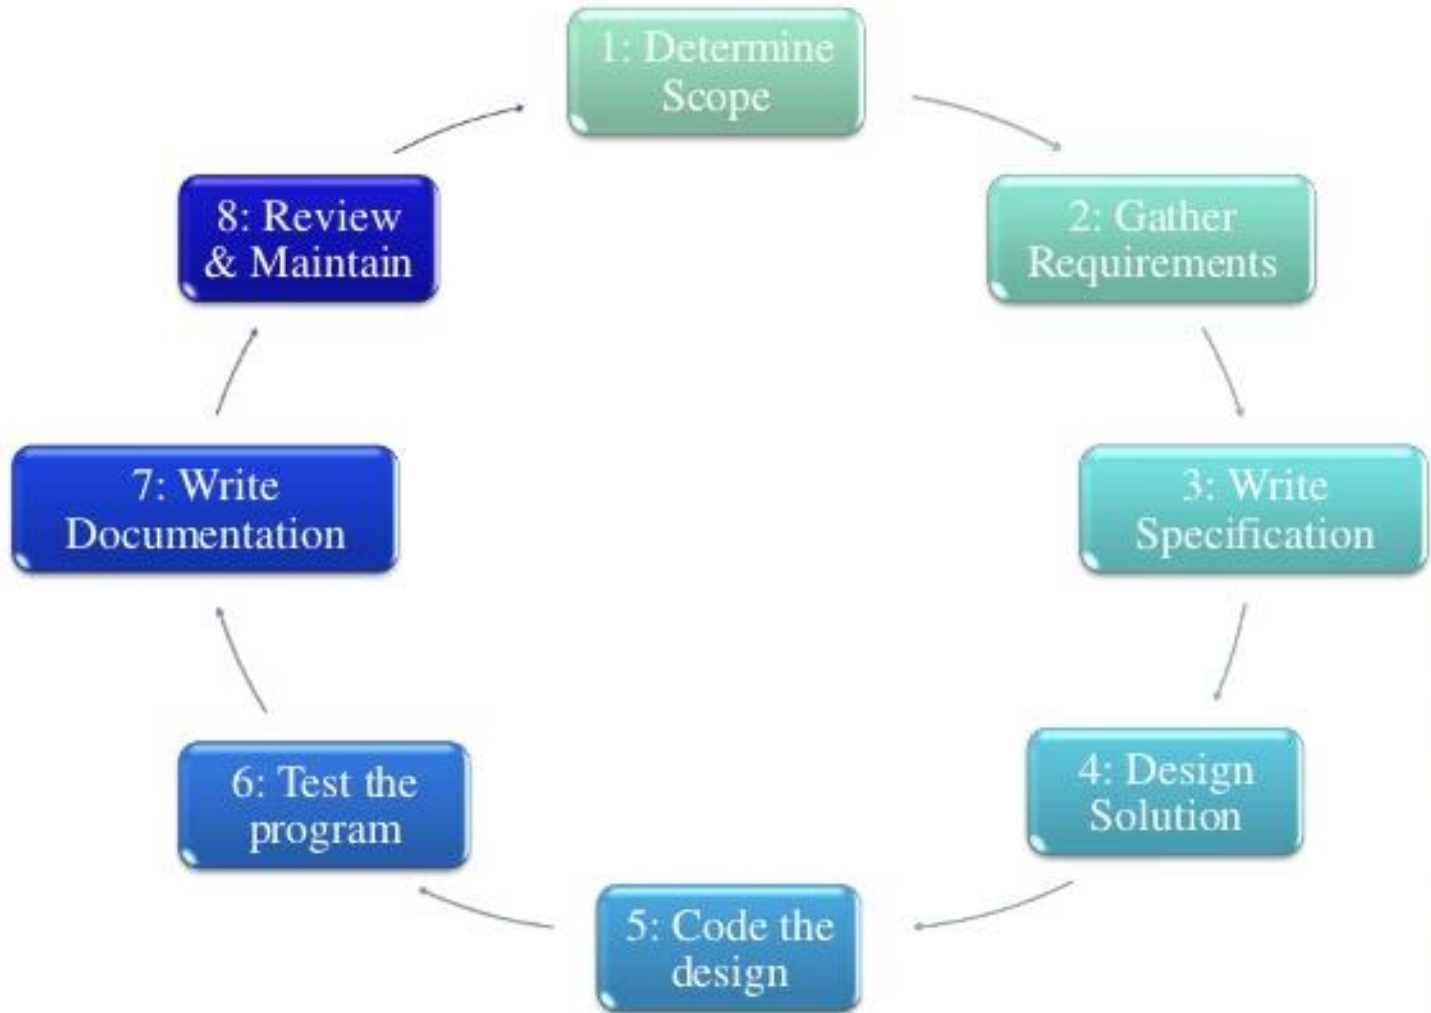 1: Determine
Scope
2: Gather
Requirements
3: Write
Specification
4: Design
Solution
5: Code the
design
6: Test the
program
7: Write
Documentation
8: Review
& Maintain